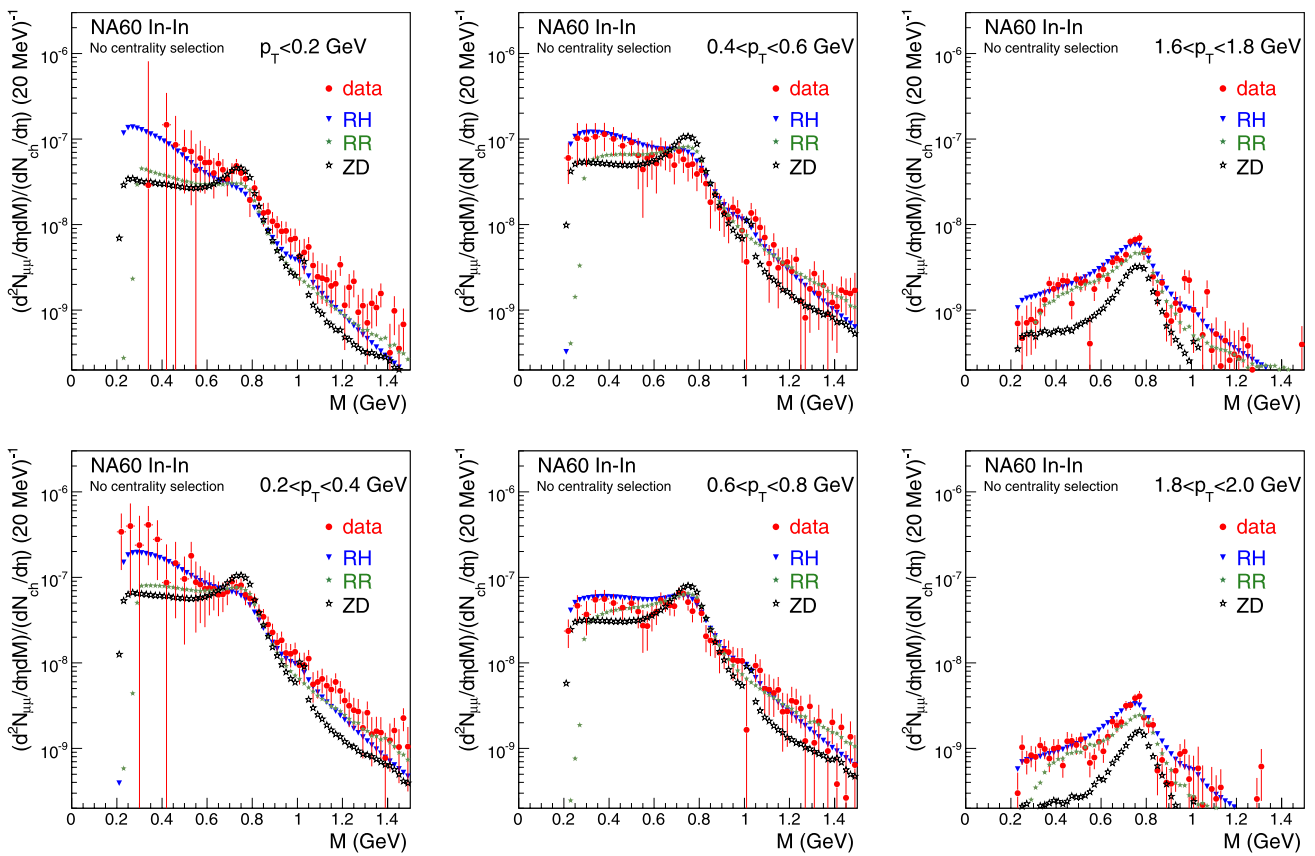 NA60 In-In
No centrality selection
p_T<0.2 GeV
data
RH
RR
ZD
10^-6
10^-7
10^-8
10^-9
(d^2N_μμ/dηdM)/(dN_ch/dη) (20 MeV)^-1
0 0.2 0.4 0.6 0.8 1 1.2 1.4
M (GeV)
NA60 In-In
No centrality selection
0.4<p_T<0.6 GeV
data
RH
RR
ZD
10^-6
10^-7
10^-8
10^-9
(d^2N_μμ/dηdM)/(dN_ch/dη) (20 MeV)^-1
0 0.2 0.4 0.6 0.8 1 1.2 1.4
M (GeV)
NA60 In-In
No centrality selection
1.6<p_T<1.8 GeV
data
RH
RR
ZD
10^-6
10^-7
10^-8
10^-9
(d^2N_μμ/dηdM)/(dN_ch/dη) (20 MeV)^-1
0 0.2 0.4 0.6 0.8 1 1.2 1.4
M (GeV)
NA60 In-In
No centrality selection
0.2<p_T<0.4 GeV
data
RH
RR
ZD
10^-6
10^-7
10^-8
10^-9
(d^2N_μμ/dηdM)/(dN_ch/dη) (20 MeV)^-1
0 0.2 0.4 0.6 0.8 1 1.2 1.4
M (GeV)
NA60 In-In
No centrality selection
0.6<p_T<0.8 GeV
data
RH
RR
ZD
10^-6
10^-7
10^-8
10^-9
(d^2N_μμ/dηdM)/(dN_ch/dη) (20 MeV)^-1
0 0.2 0.4 0.6 0.8 1 1.2 1.4
M (GeV)
NA60 In-In
No centrality selection
1.8<p_T<2.0 GeV
data
RH
RR
ZD
10^-6
10^-7
10^-8
10^-9
(d^2N_μμ/dηdM)/(dN_ch/dη) (20 MeV)^-1
0 0.2 0.4 0.6 0.8 1 1.2 1.4
M (GeV)